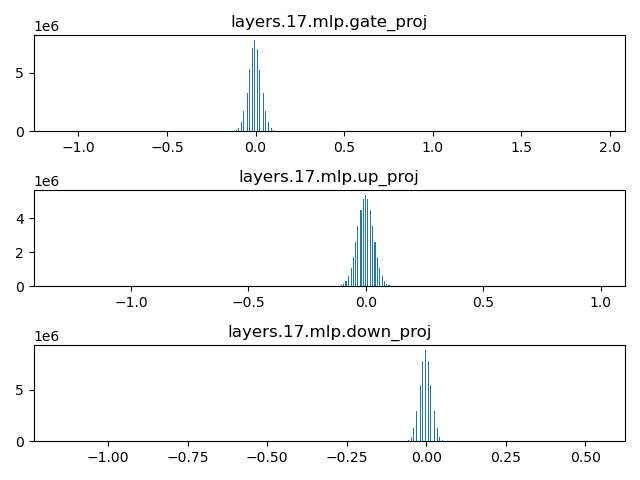 layers.17.mlp.gate_proj
1e6
5
0
−1.0 −0.5 0.0 0.5 1.0 1.5 2.0
layers.17.mlp.up_proj
1e6
4
2
0
−1.0 −0.5 0.0 0.5 1.0
layers.17.mlp.down_proj
1e6
5
0
−1.00 −0.75 −0.50 −0.25 0.00 0.25 0.50